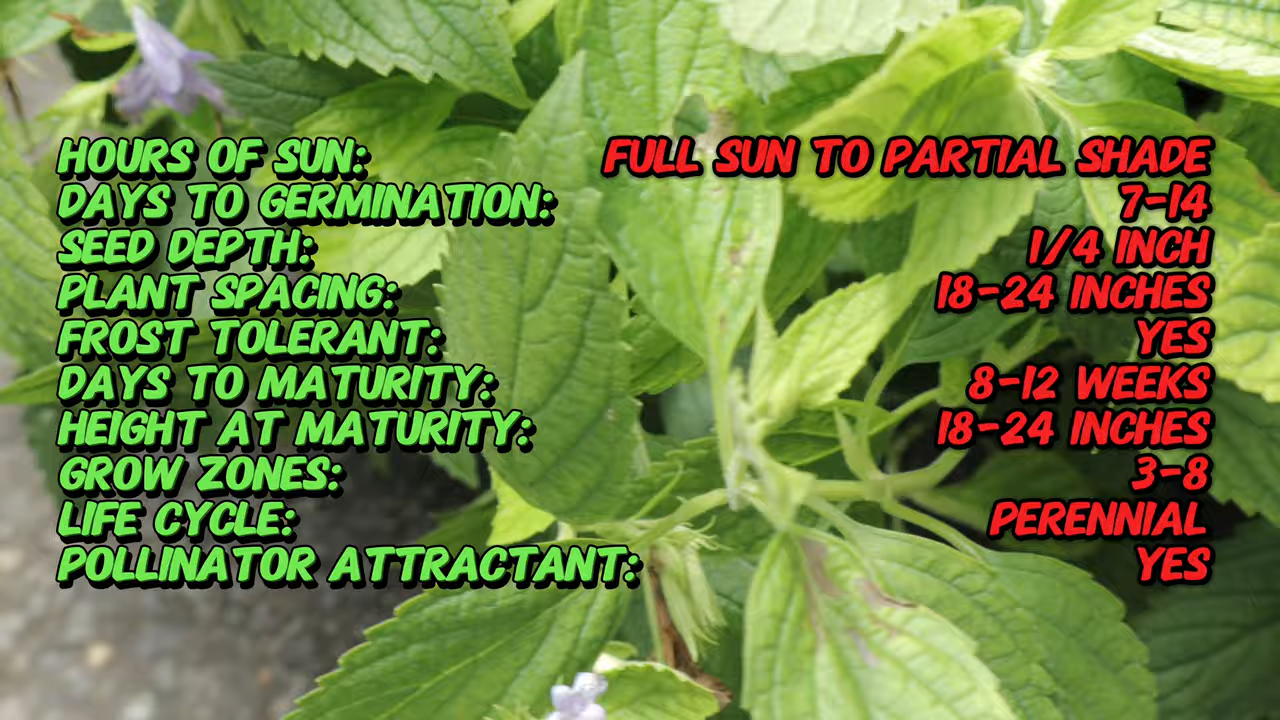 HOURS OF SUN: FULL SUN TO PARTIAL SHADE
DAYS TO GERMINATION: 7-14
SEED DEPTH: 1/4 INCH
PLANT SPACING: 18-24 INCHES
FROST TOLERANT: YES
DAYS TO MATURITY: 8-12 WEEKS
HEIGHT AT MATURITY: 18-24 INCHES
GROW ZONES: 3-8
LIFE CYCLE: PERENNIAL
POLLINATOR ATTRACTANT: YES